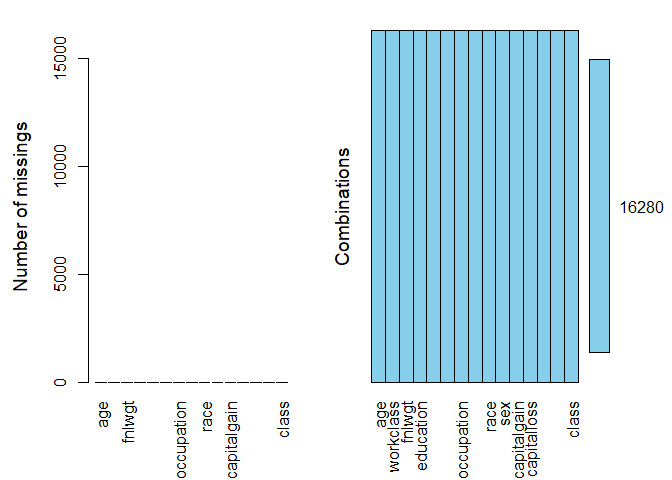 Number of missings
15000
10000
5000
0
age
fnlwgt
occupation
race
capitalgain
class
Combinations
16280
age
workclass
fnlwgt
education
occupation
race
sex
capitalgain
capitalloss
class